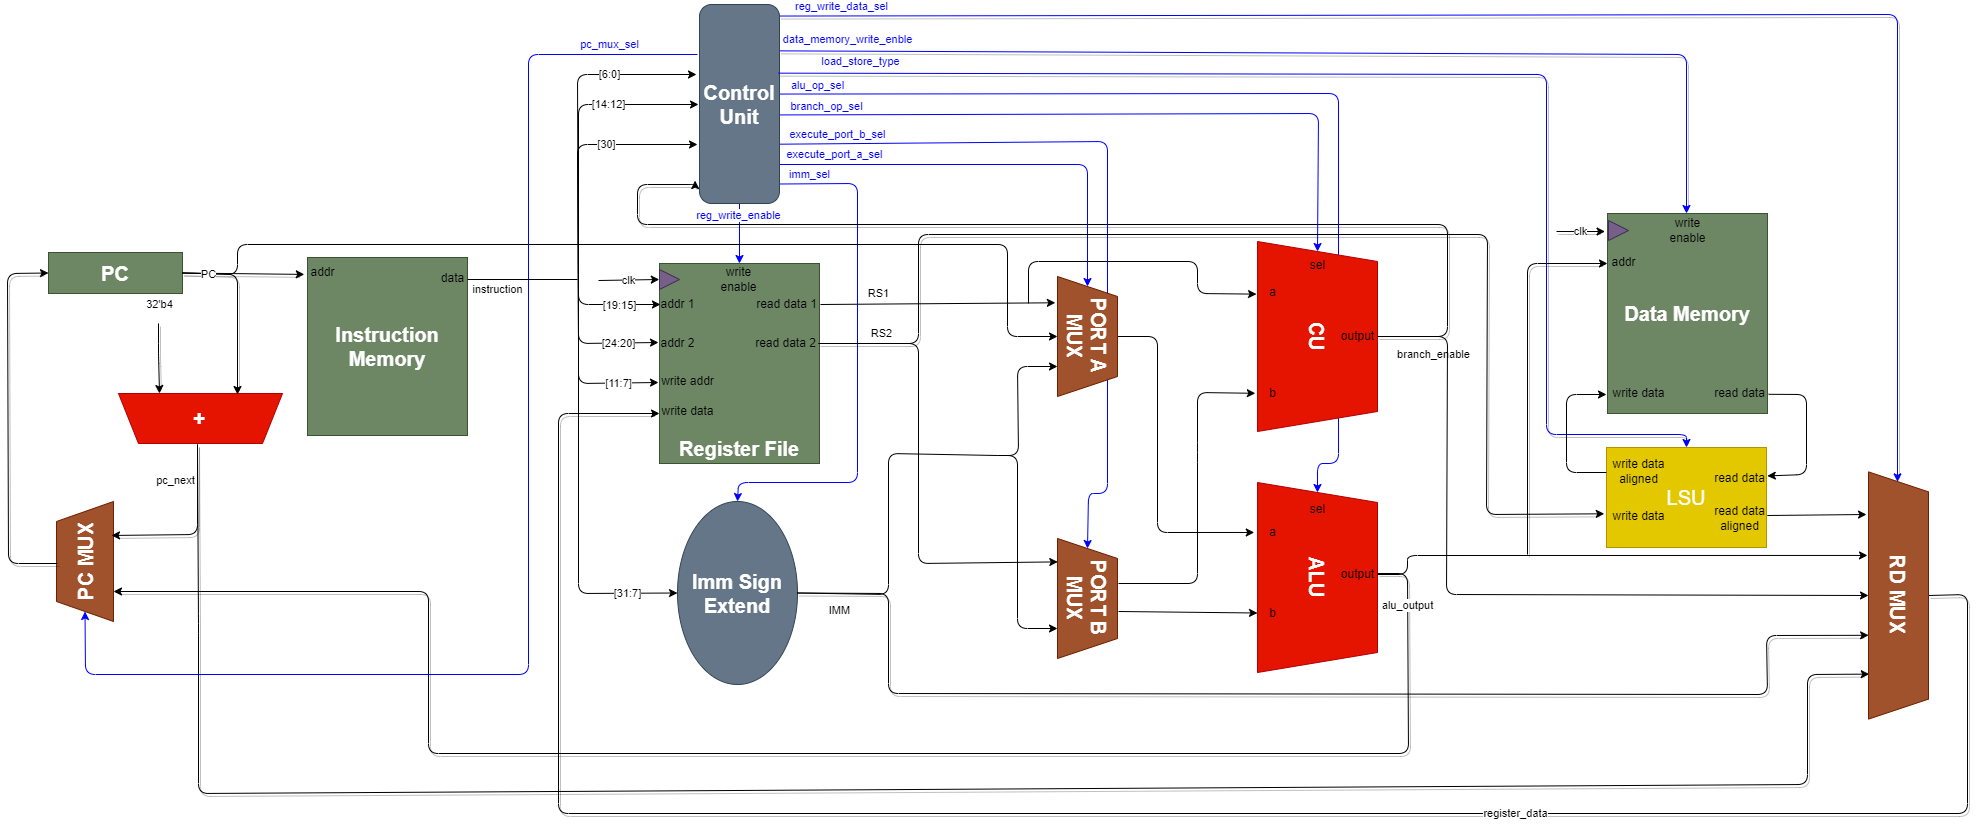 reg_write_data_sel
data_memory_write_enble
pc_mux_sel
load_store_type
[6:0]
alu_op_sel
Control
Unit
[14:12]
branch_op_sel
execute_port_b_sel
[30]
execute_port_a_sel
imm_sel
reg_write_enable
write
enable
clk
addr
Data Memory
write data
read data
PC
PC
32'b4
addr
data
instruction
Instruction
Memory
clk
write
enable
[19:15]
addr 1
read data 1
RS1
[24:20]
addr 2
read data 2
RS2
[11:7]
write addr
write data
Register File
PORT A
MUX
sel
a
CU
output
b
branch_enable
+
pc_next
PC MUX
write data
aligned
read data
LSU
write data
read data
aligned
sel
a
ALU
output
b
alu_output
PORT B
MUX
Imm Sign
Extend
[31:7]
IMM
RD MUX
register_data